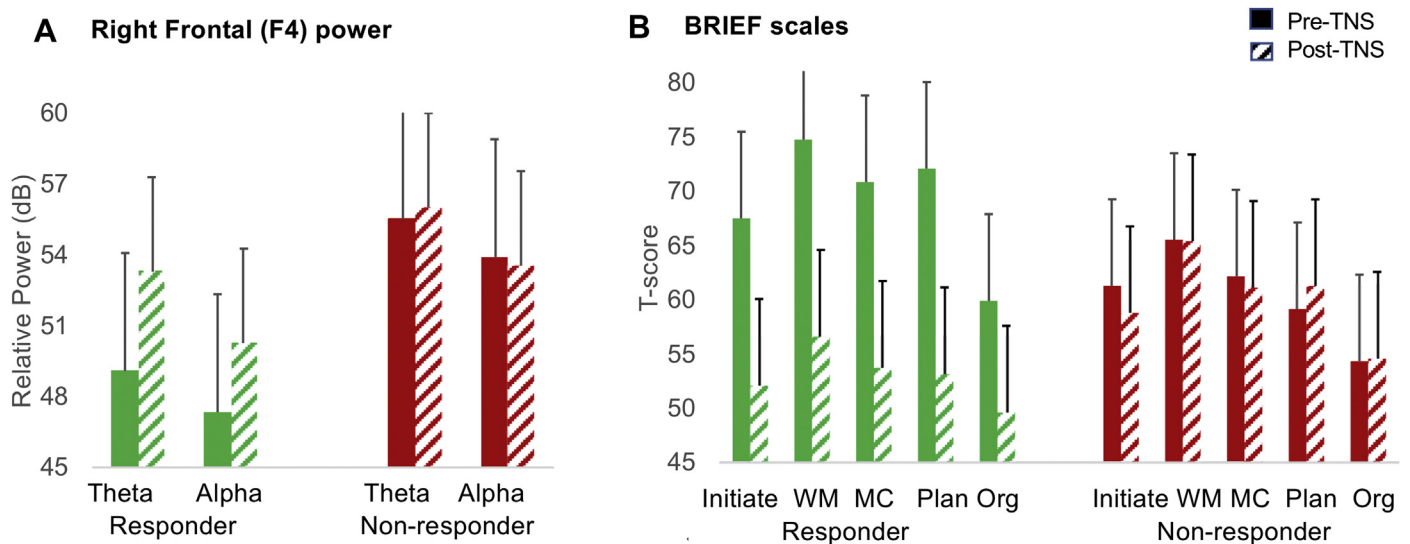 A Right Frontal (F4) power
Relative Power (dB)
60
57
54
51
48
45
Theta Alpha Theta Alpha
Responder Non-responder
B BRIEF scales
Pre-TNS
Post-TNS
T-score
80
75
70
65
60
55
50
45
Initiate WM MC Plan Org Initiate WM MC Plan Org
Responder Non-responder